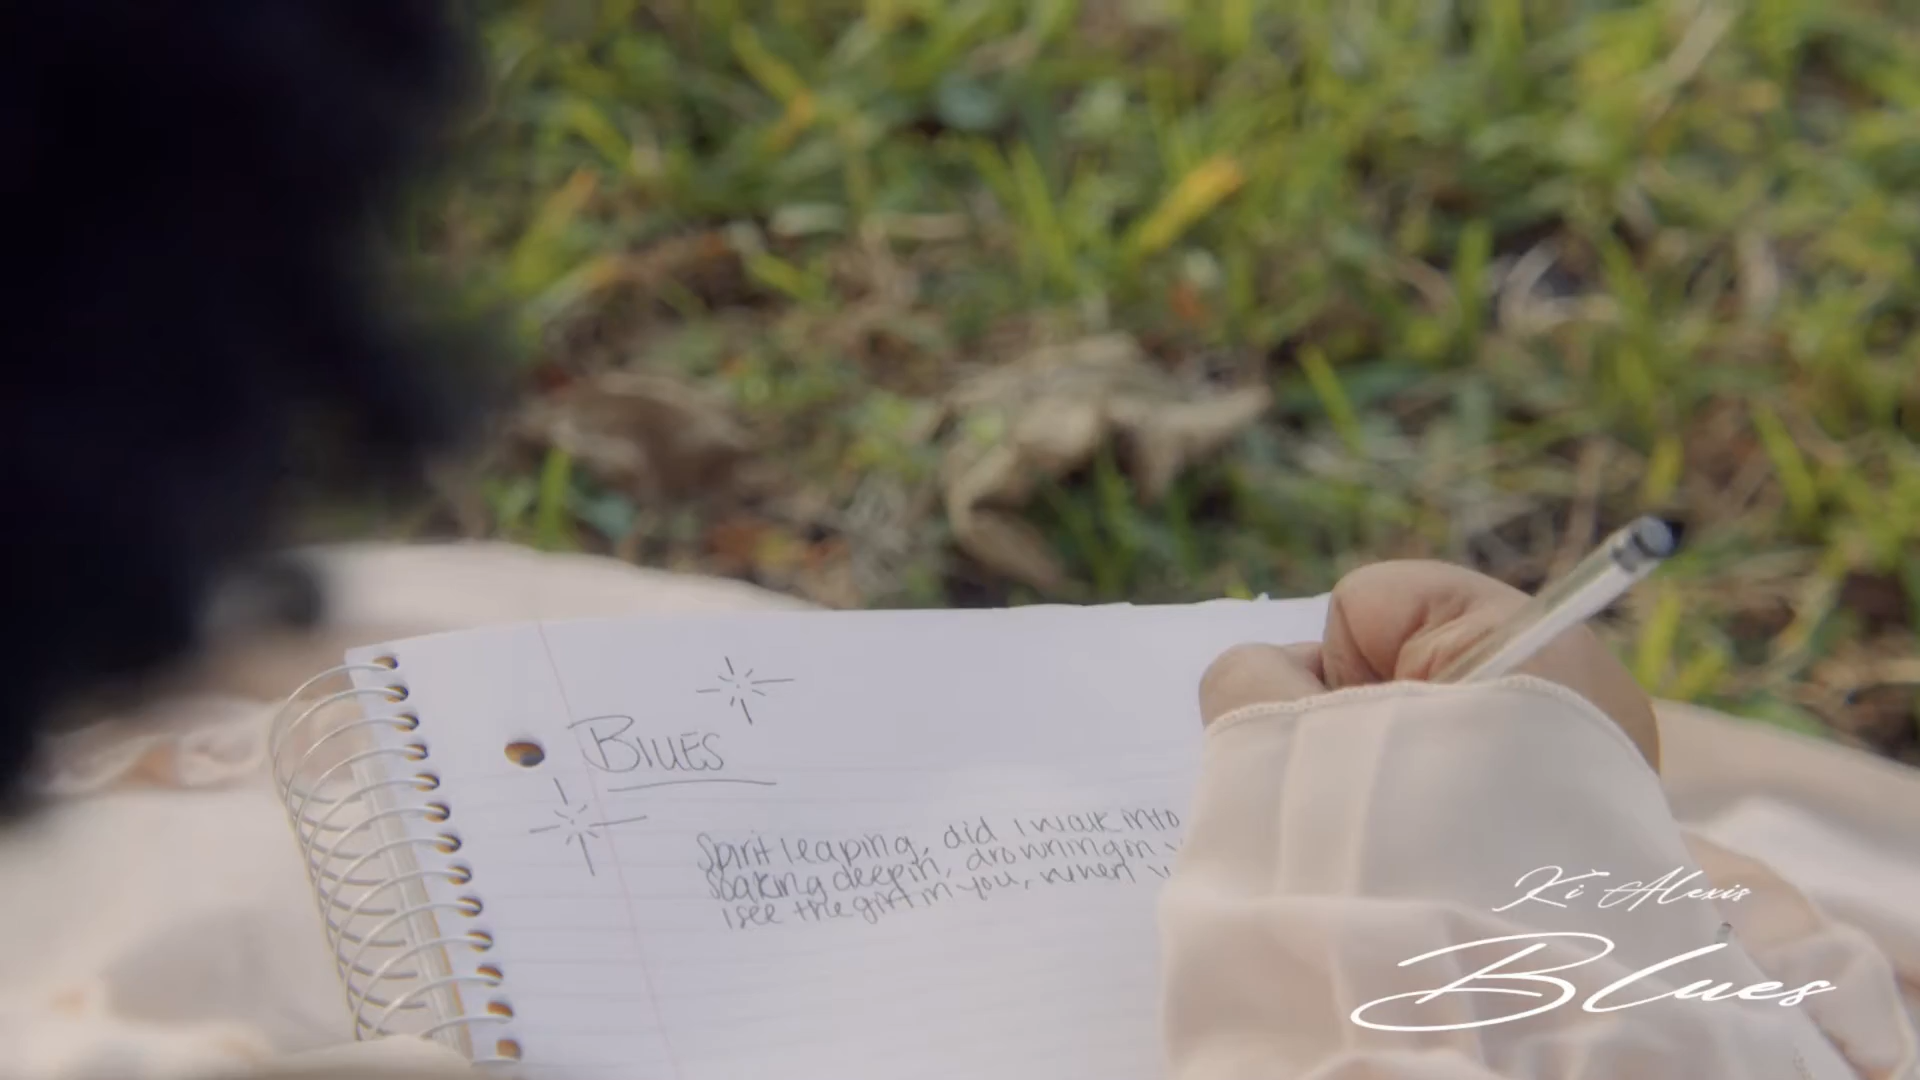 Blues
Spirit leaping, did I walk into
Soaking deep in, drowning in
I see the girl in you, when
Ki Alexis
Blues